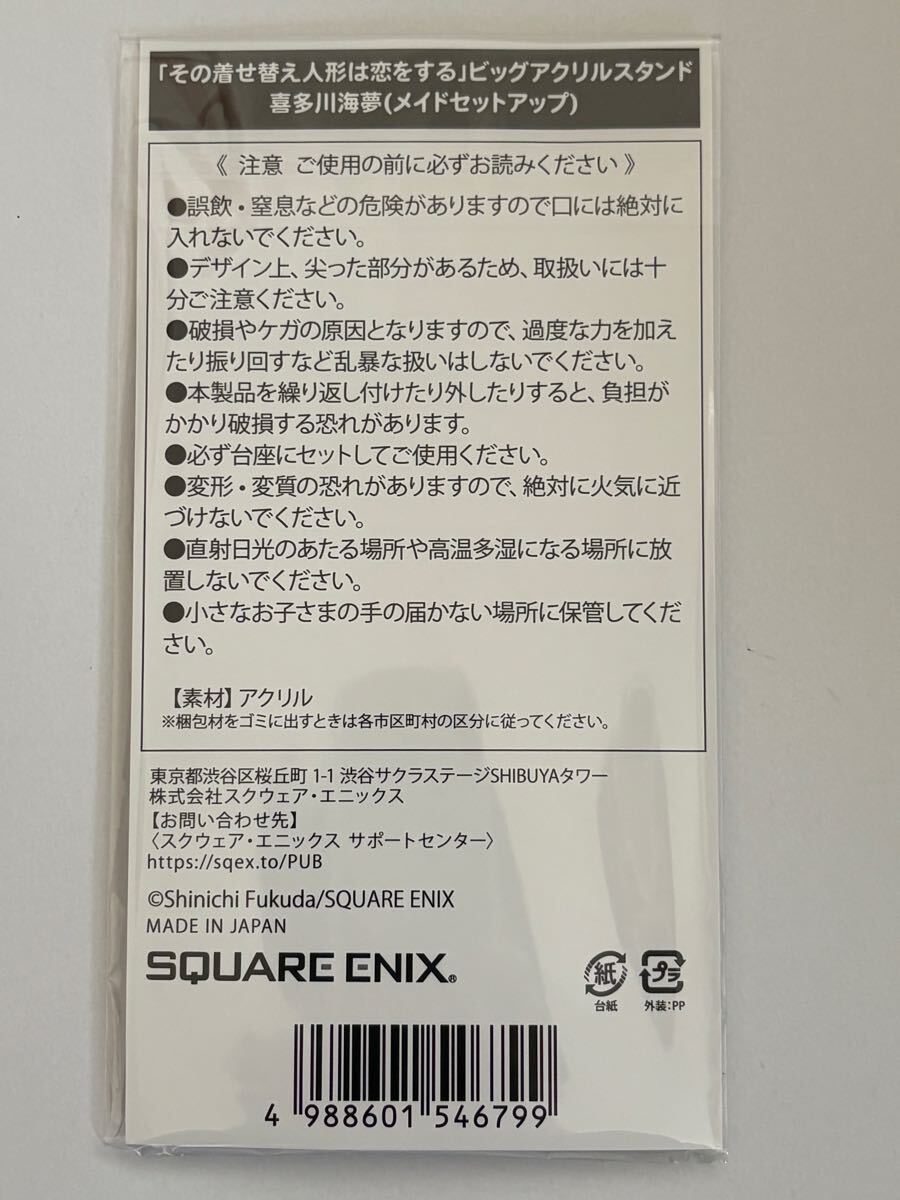 「その着せ替え人形は恋をする」ビッグアクリルスタンド
喜多川海夢(メイドセットアップ)
《 注意 ご使用の前に必ずお読みください 》
●誤飲・窒息などの危険がありますので口には絶対に
入れないでください。
●デザイン上、尖った部分があるため、取扱いには十
分ご注意ください。
●破損やケガの原因となりますので、過度な力を加え
たり振り回すなど乱暴な扱いはしないでください。
●本製品を繰り返し付けたり外したりすると、負担が
かかり破損する恐れがあります。
●必ず台座にセットしてご使用ください。
●変形・変質の恐れがありますので、絶対に火気に近
づけないでください。
●直射日光のあたる場所や高温多湿になる場所に放
置しないでください。
●小さなお子さまの手の届かない場所に保管してくだ
さい。
【素材】アクリル
※梱包材をゴミに出すときは各市区町村の区分に従ってください。
東京都渋谷区桜丘町 1-1 渋谷サクラステージSHIBUYAタワー
株式会社スクウェア・エニックス
【お問い合わせ先】
〈スクウェア・エニックス サポートセンター〉
https://sqex.to/PUB
©Shinichi Fukuda/SQUARE ENIX
MADE IN JAPAN
SQUARE ENIX®
紙 プラ
台紙 外装:PP
4 988601 546799